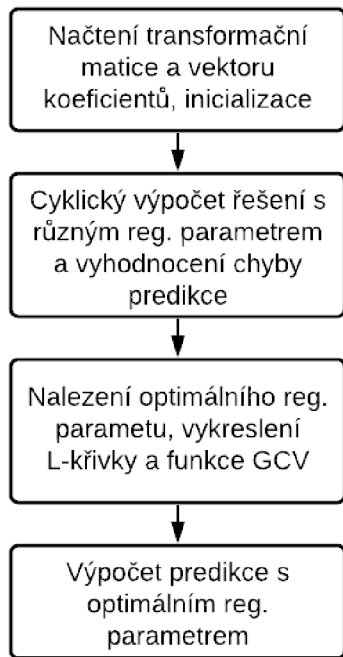 Načtení transformační
matice a vektoru
koeficientů, inicializace
Cyklický výpočet řešení s
různým reg. parametrem
a vyhodnocení chyby
predikce
Nalezení optimálního reg.
parametu, vykreslení
L-křivky a funkce GCV
Výpočet predikce s
optimálním reg.
parametrem